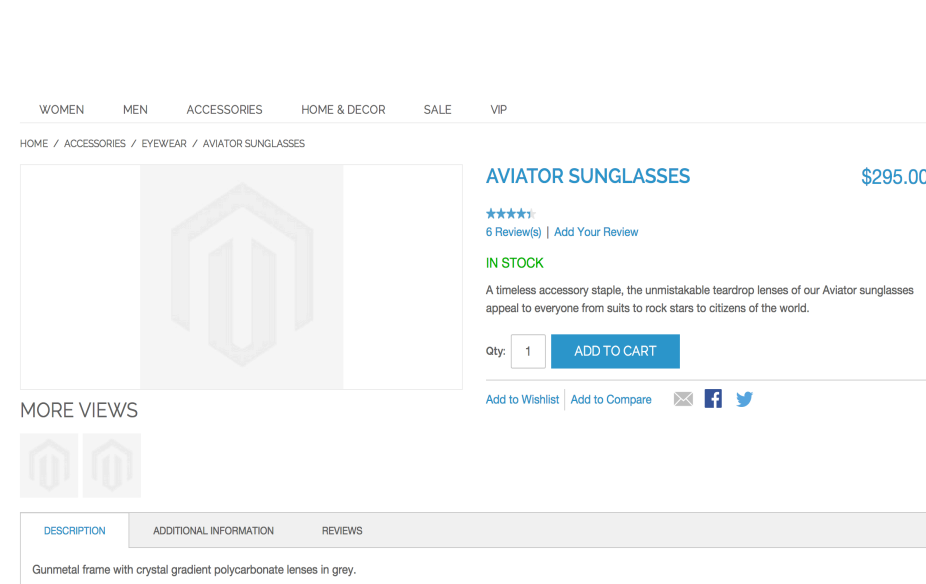 WOMEN MEN ACCESSORIES HOME & DECOR SALE VIP
HOME / ACCESSORIES / EYEWEAR / AVIATOR SUNGLASSES
AVIATOR SUNGLASSES $295.00
6 Review(s) | Add Your Review
IN STOCK
A timeless accessory staple, the unmistakable teardrop lenses of our Aviator sunglasses
appeal to everyone from suits to rock stars to citizens of the world.
Qty: 1 ADD TO CART
Add to Wishlist Add to Compare
MORE VIEWS
DESCRIPTION ADDITIONAL INFORMATION REVIEWS
Gunmetal frame with crystal gradient polycarbonate lenses in grey.